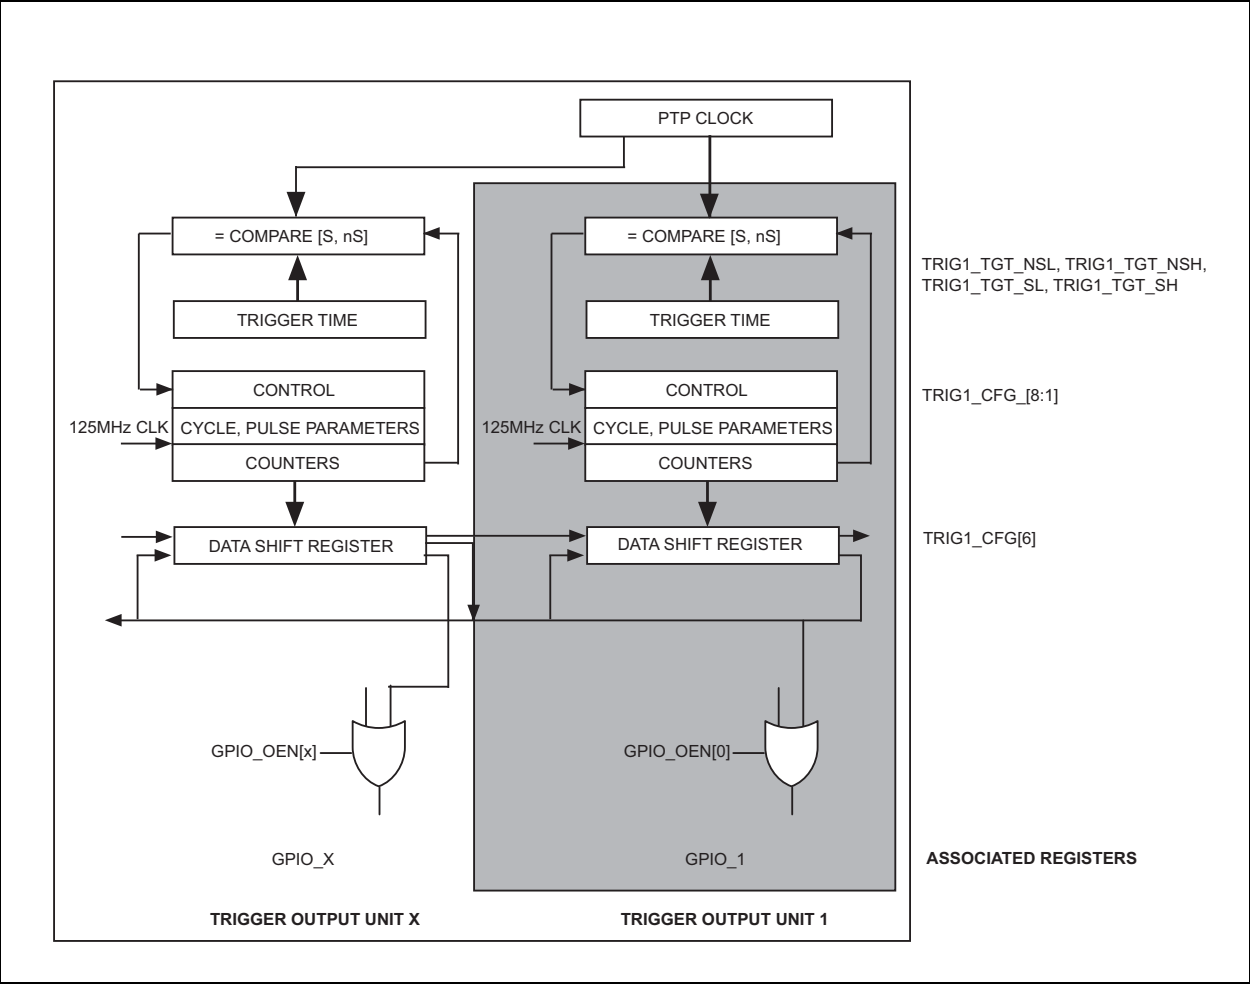 PTP CLOCK
= COMPARE [S, nS]
= COMPARE [S, nS]
TRIG1_TGT_NSL, TRIG1_TGT_NSH,
TRIG1_TGT_SL, TRIG1_TGT_SH
TRIGGER TIME
TRIGGER TIME
CONTROL
CONTROL
TRIG1_CFG_[8:1]
125MHz CLK
CYCLE, PULSE PARAMETERS
125MHz CLK
CYCLE, PULSE PARAMETERS
COUNTERS
COUNTERS
DATA SHIFT REGISTER
DATA SHIFT REGISTER
TRIG1_CFG[6]
GPIO_OEN[x]
GPIO_OEN[0]
GPIO_X
GPIO_1
ASSOCIATED REGISTERS
TRIGGER OUTPUT UNIT X
TRIGGER OUTPUT UNIT 1